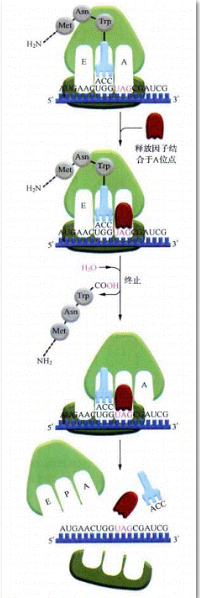 Asn
Met
Trp
H₂N
E
A
ACC
AUGAACUGGUAGCGAUCG
5′ 3′
释放因子结
合于A位点
Asn
Met
Trp
H₂N
E
ACC
AUGAACUGGUAGCGAUCG
5′ 3′
H₂O
终止
COOH
Trp
Asn
Met
NH₂
A
ACC
AUGAACUGGUAGCGAUCG
5′ 3′
E P A
ACC
AUGAACUGGUAGCGAUCG
5′ 3′